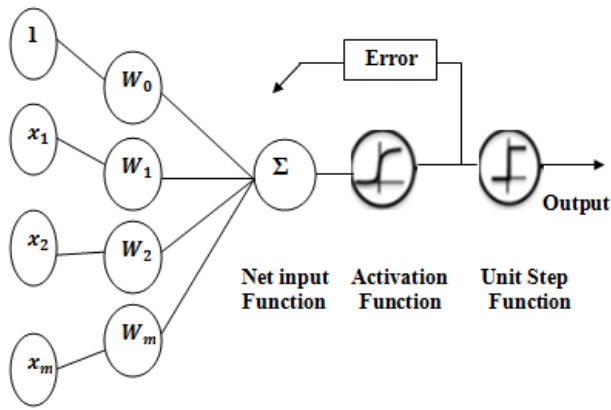 1
W₀
Error
x₁
W₁
Σ
x₂
W₂
Output
Net input Function
Activation Function
Unit Step Function
Wₘ
xₘ